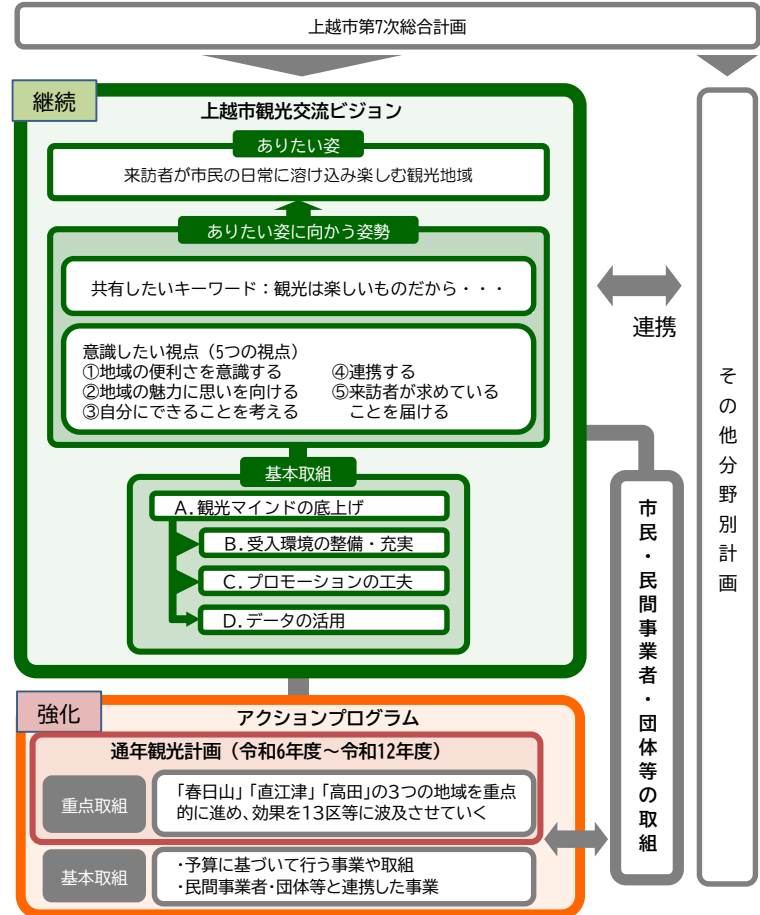 上越市第7次総合計画
継続
上越市観光交流ビジョン
ありたい姿
来訪者が市民の日常に溶け込み楽しむ観光地域
ありたい姿に向かう姿勢
共有したいキーワード：観光は楽しいものだから・・・
意識したい視点（5つの視点）
①地域の便利さを意識する
②地域の魅力に思いを向ける
③自分にできることを考える
④連携する
⑤来訪者が求めている
ことを届ける
基本取組
A.観光マインドの底上げ
B.受入環境の整備・充実
C.プロモーションの工夫
D.データの活用
連携
その他分野別計画
市民・民間事業者・団体等の取組
強化
アクションプログラム
通年観光計画（令和6年度～令和12年度）
重点取組
「春日山」「直江津」「高田」の3つの地域を重点
的に進め、効果を13区等に波及させていく
基本取組
・予算に基づいて行う事業や取組
・民間事業者・団体等と連携した事業